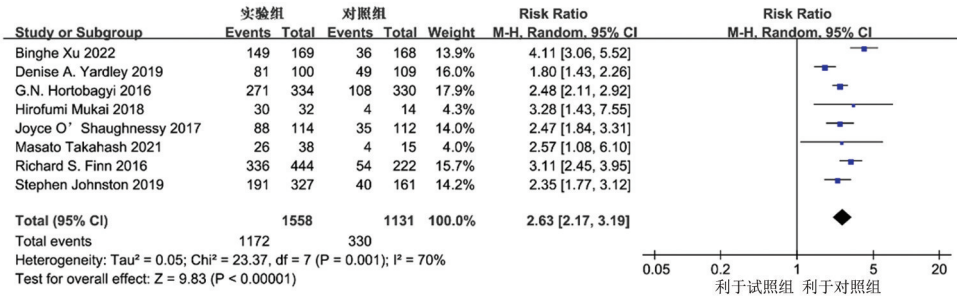 实验组 对照组 Risk Ratio Risk Ratio
Study or Subgroup Events Total Events Total Weight M-H, Random, 95% CI M-H, Random, 95% CI
Binghe Xu 2022 149 169 36 168 13.9% 4.11 [3.06, 5.52]
Denise A. Yardley 2019 81 100 49 109 16.0% 1.80 [1.43, 2.26]
G.N. Hortobagyi 2016 271 334 108 330 17.9% 2.48 [2.11, 2.92]
Hirofumi Mukai 2018 30 32 4 14 4.3% 3.28 [1.43, 7.55]
Joyce O’Shaughnessy 2017 88 114 35 112 14.0% 2.47 [1.84, 3.31]
Masato Takahash 2021 26 38 4 15 4.0% 2.57 [1.08, 6.10]
Richard S. Finn 2016 336 444 54 222 15.7% 3.11 [2.45, 3.95]
Stephen Johnston 2019 191 327 40 161 14.2% 2.35 [1.77, 3.12]
Total (95% CI) 1558 1131 100.0% 2.63 [2.17, 3.19]
Total events 1172 330
Heterogeneity: Tau² = 0.05; Chi² = 23.37, df = 7 (P = 0.001); I² = 70%
Test for overall effect: Z = 9.83 (P < 0.00001)
0.05 0.2 1 5 20
利于试照组 利于对照组